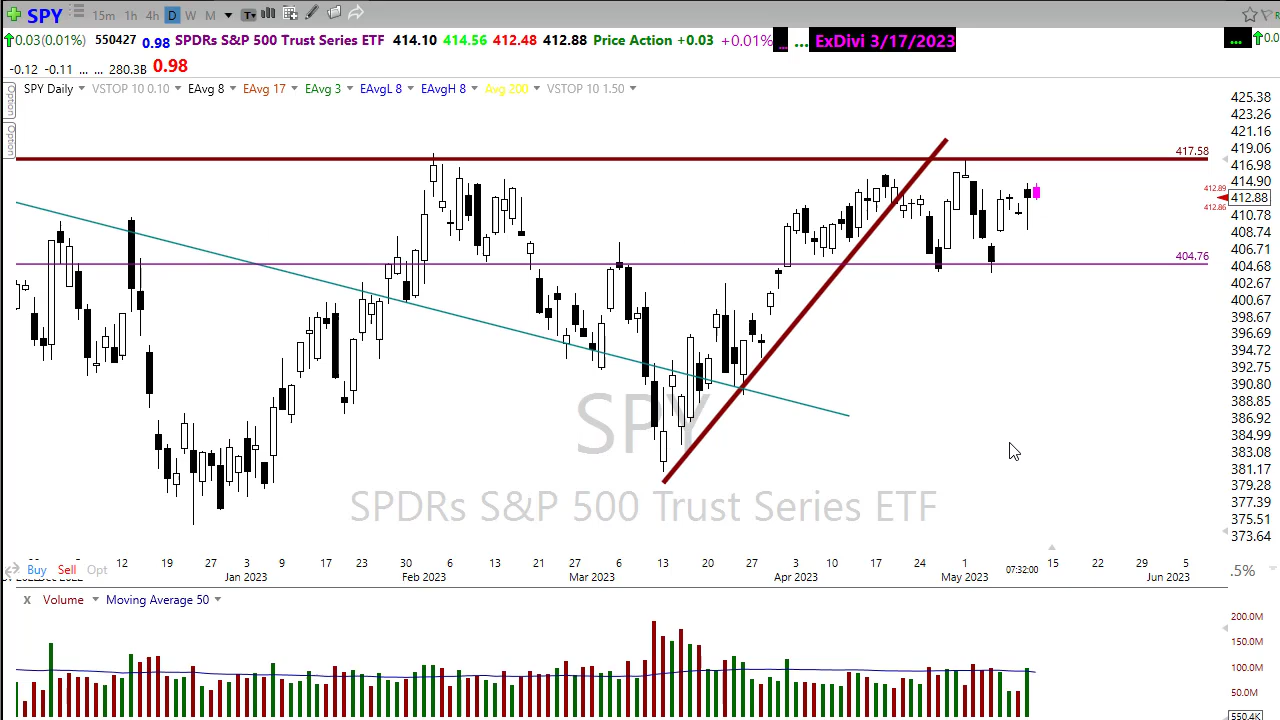 SPY 15m 1h 4h D W M
0.03(0.01%) 550427 0.98 SPDRs S&P 500 Trust Series ETF 414.10 414.56 412.48 412.88 Price Action +0.03 +0.01% ... ... ExDivi 3/17/2023 ... 0.0
-0.12 -0.11 ... ... 280.3B 0.98
Option
Option
SPY Daily VSTOP 10 0.10 EAvg 8 EAvg 17 EAvg 3 EAvgL 8 EAvgH 8 Avg 200 VSTOP 10 1.50
425.38
423.26
421.16
419.06
417.58
416.98
414.90
412.89
412.88
412.86
410.78
408.74
406.71
404.76
404.68
402.67
400.67
398.67
396.69
394.72
392.75
390.80
388.85
386.92
384.99
383.08
381.17
379.28
377.39
375.51
373.64
SPY
SPDRs S&P 500 Trust Series ETF
12 19 27 3 9 17 23 30 6 13 21 27 6 13 20 27 3 10 17 24 1 07:32:00 15 22 29 5
Buy Sell Opt
Jan 2023 Feb 2023 Mar 2023 Apr 2023 May 2023 Jun 2023
.5%
X Volume Moving Average 50
200.0M
150.0M
100.0M
50.0M
550.4K